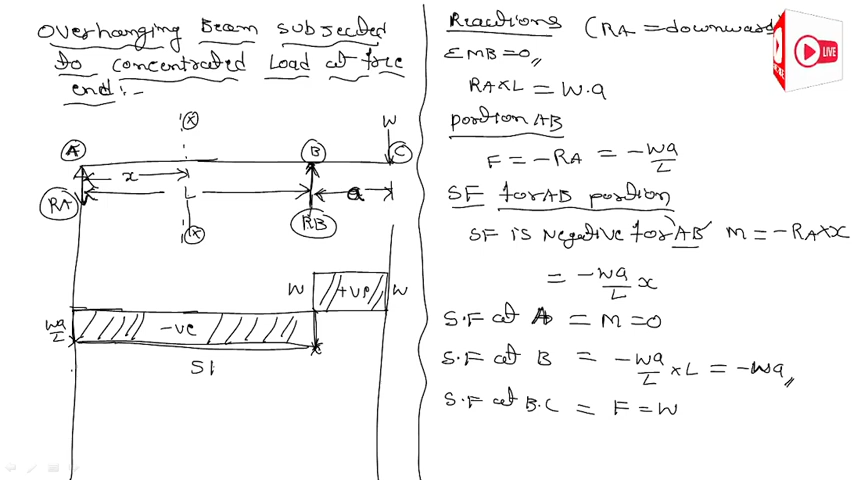 Overhanging Beam subjected
to concentrated Load at free
end:-
W
X
A
B
C
x
L
a
RA
RB
X
W
+ve
W
Wa/L
-ve
SF
Reactions (RA = downward)
LIVE
ΣMB=0,,
RA×L = W.a
portion AB
F = -RA = -Wa/L
SF for AB portion
SF is Negative for AB M = -RA×x
= -Wa/L x
S.F at A = M=0
S.F at B = -Wa/L ×L = -Wa,,
S.F at B.C = F=W